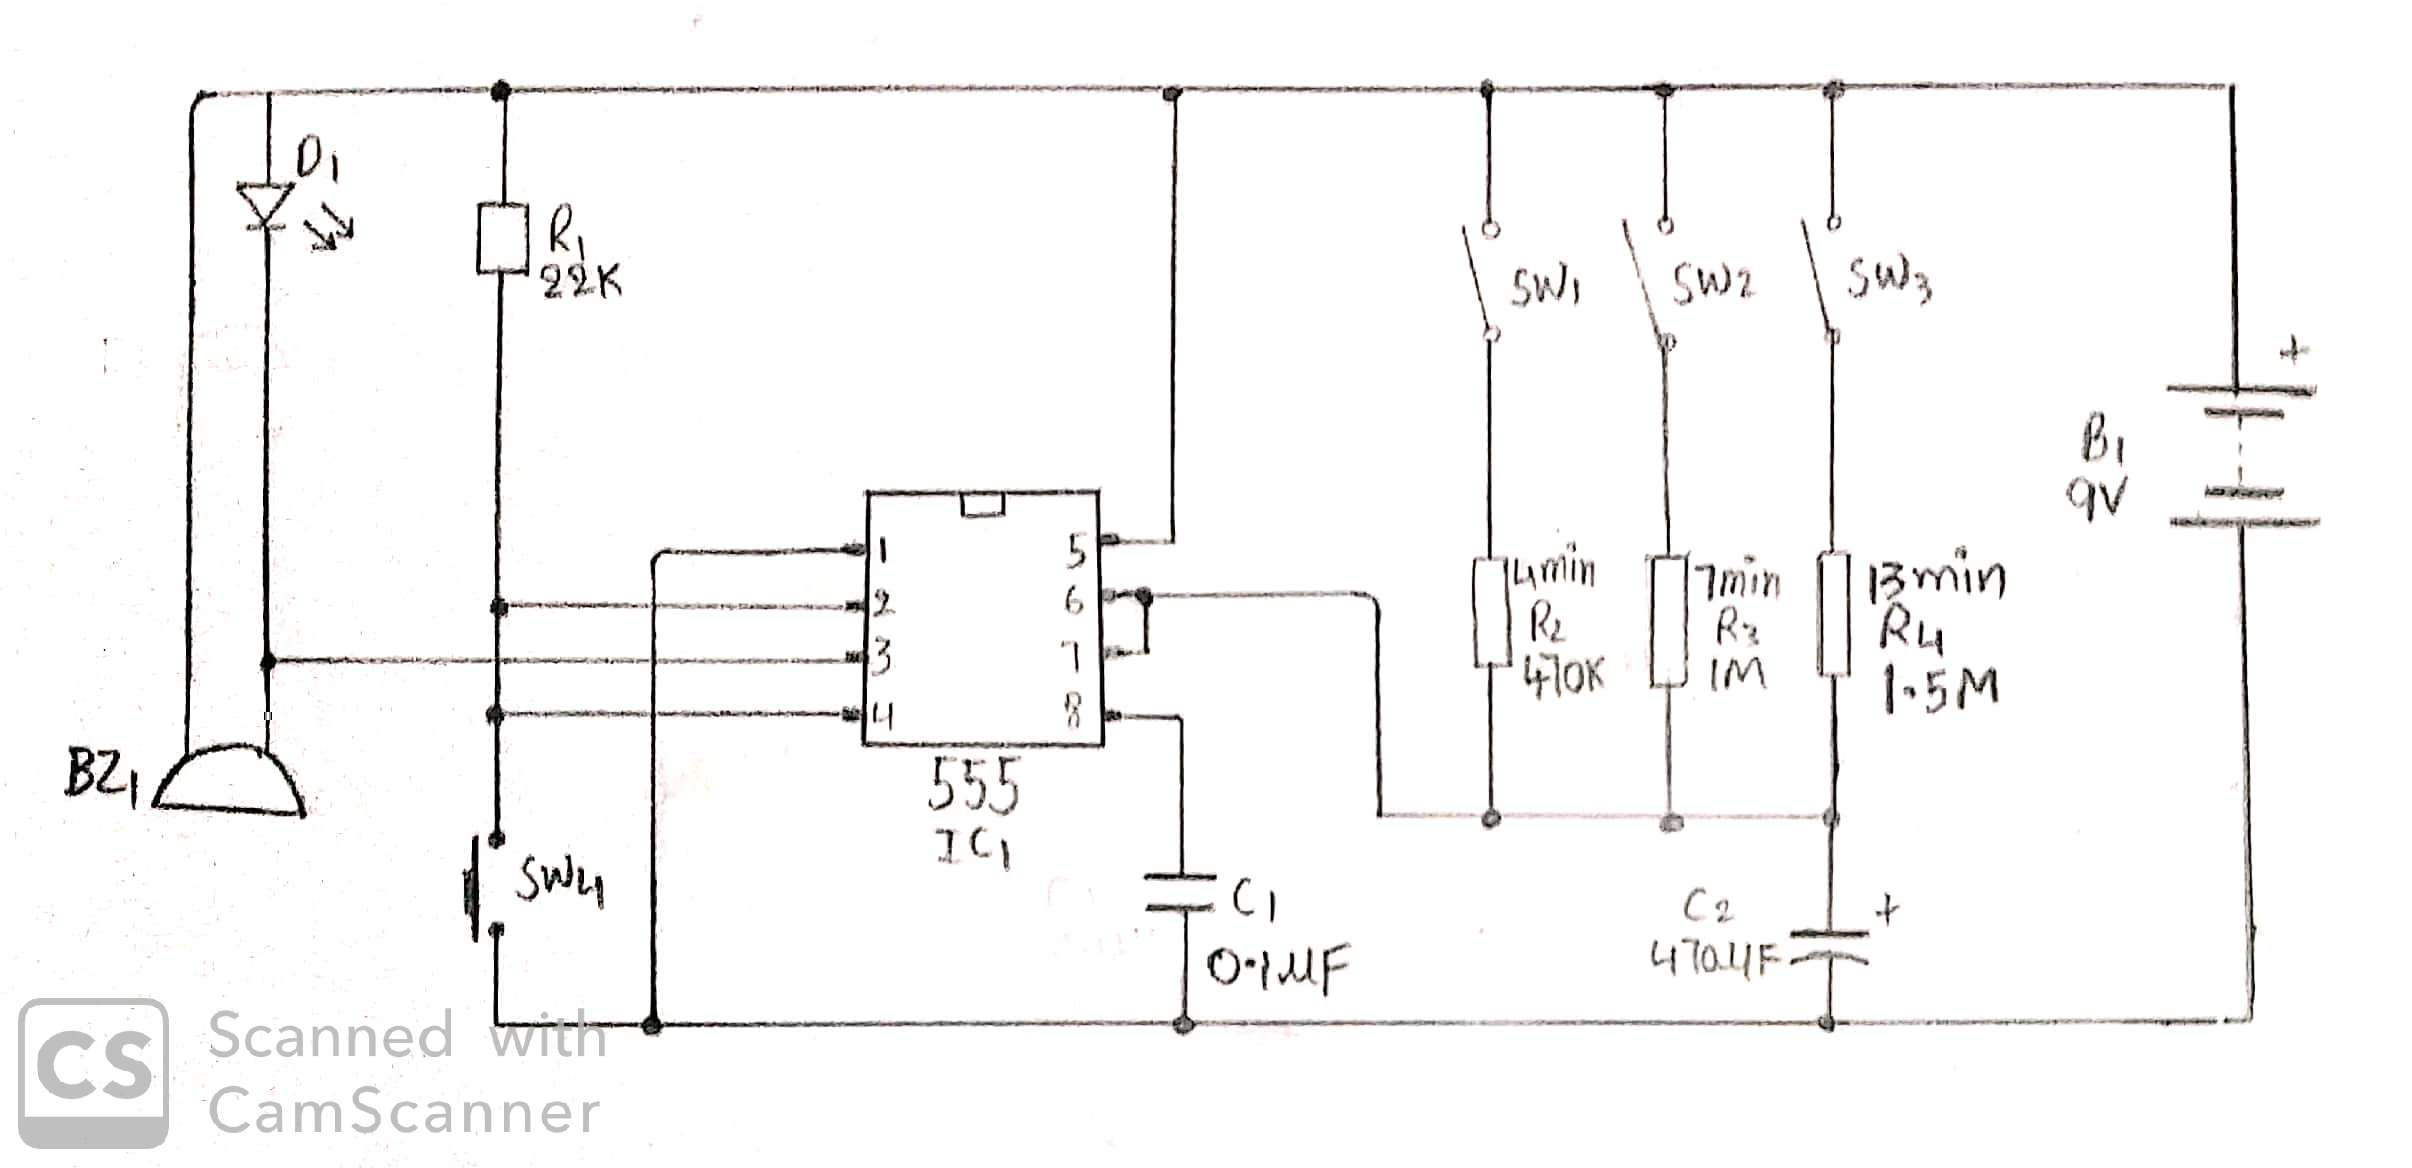 D1
R1
22K
SW1
SW2
SW3
+
B1
9V
1
2
3
4
5
6
7
8
555
IC1
4min
R2
470K
7min
R3
1M
13min
R4
1.5M
BZ1
SW4
C1
0.1µF
C2
+
470µF
CS
Scanned with
CamScanner